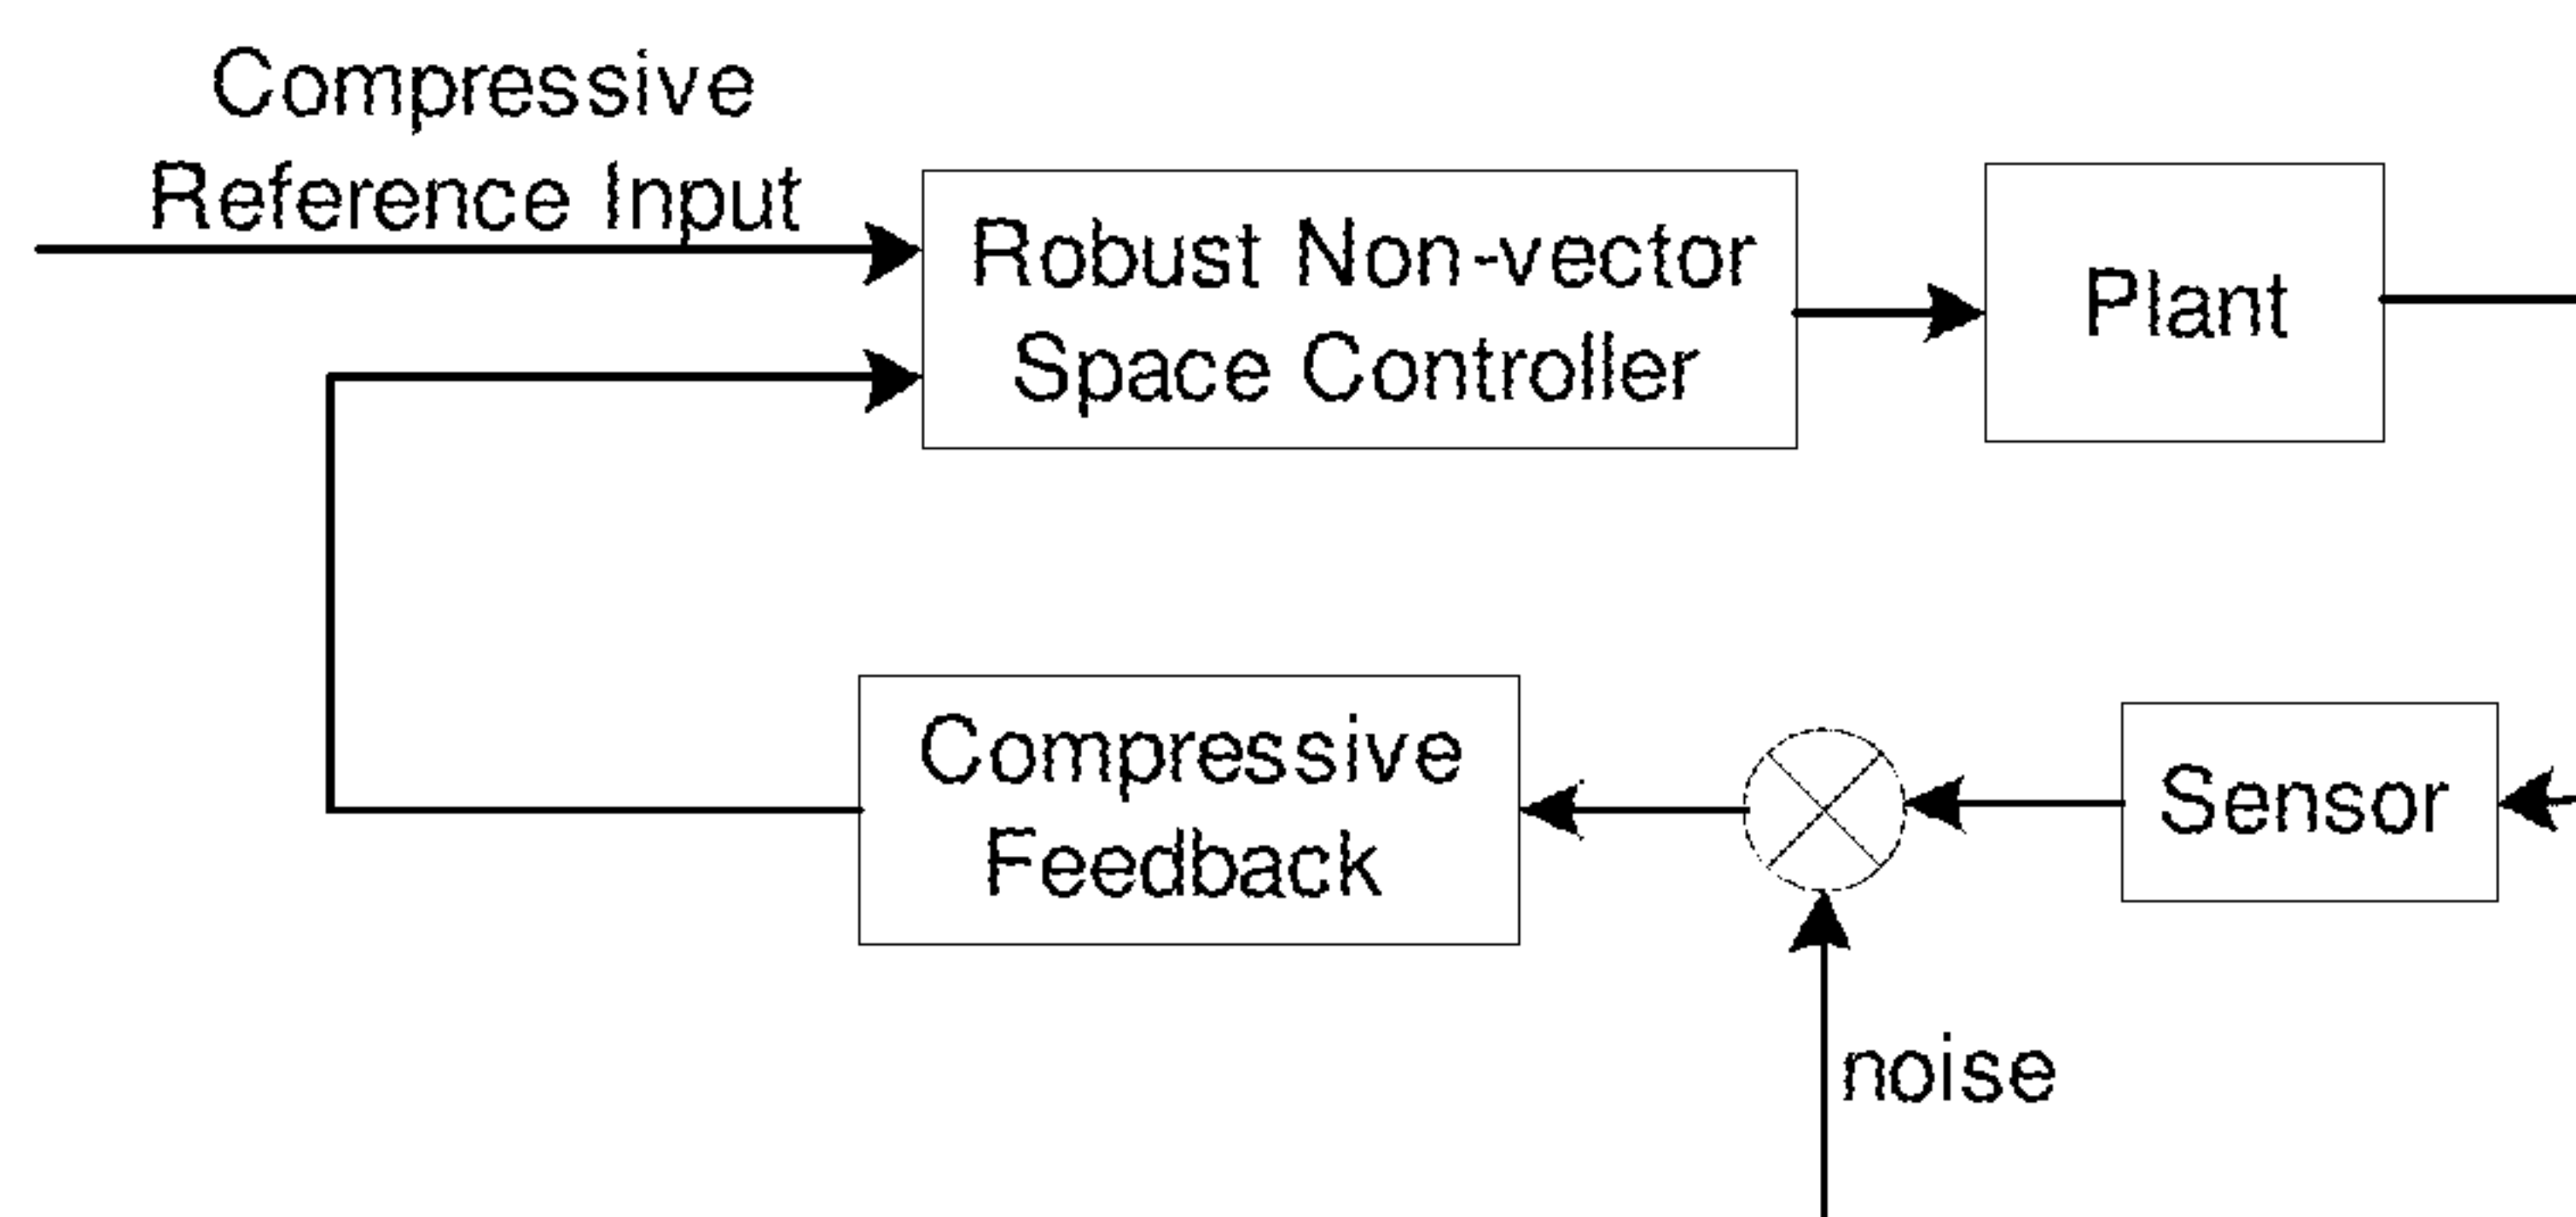 Compressive
Reference Input
Robust Non-vector
Space Controller
Plant
Compressive
Feedback
Sensor
noise